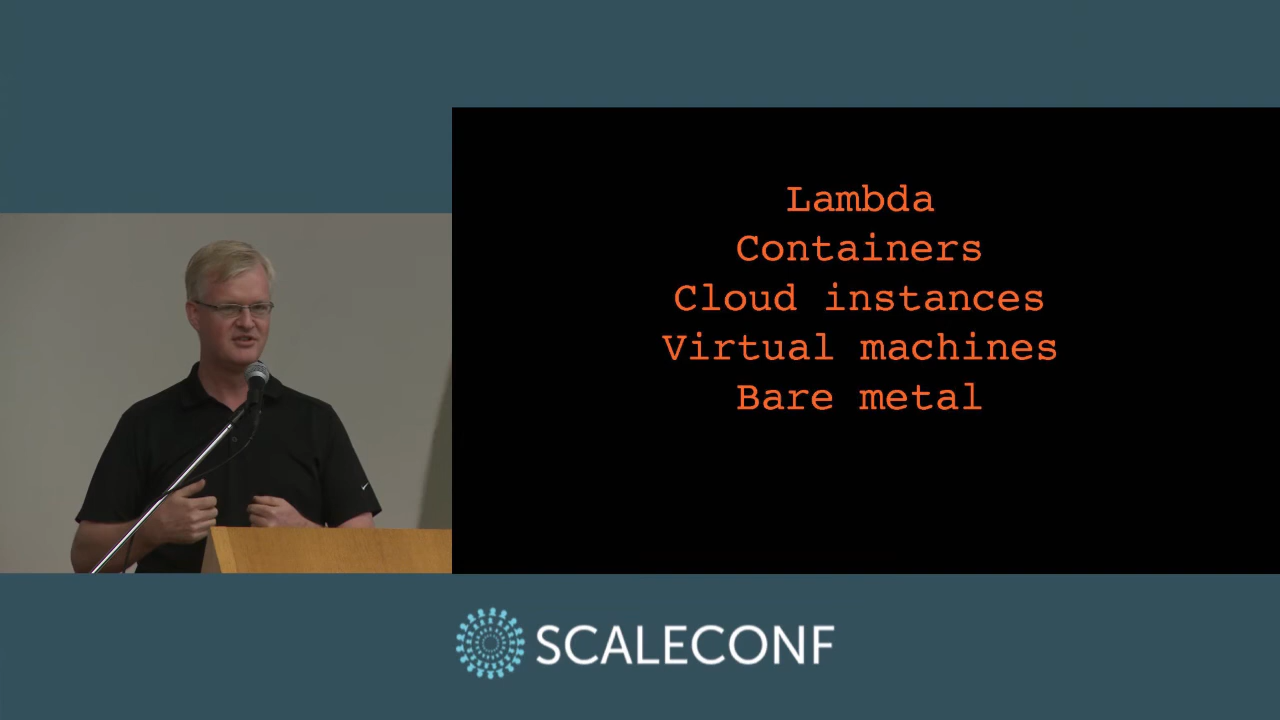 Lambda
Containers
Cloud instances
Virtual machines
Bare metal
SCALECONF